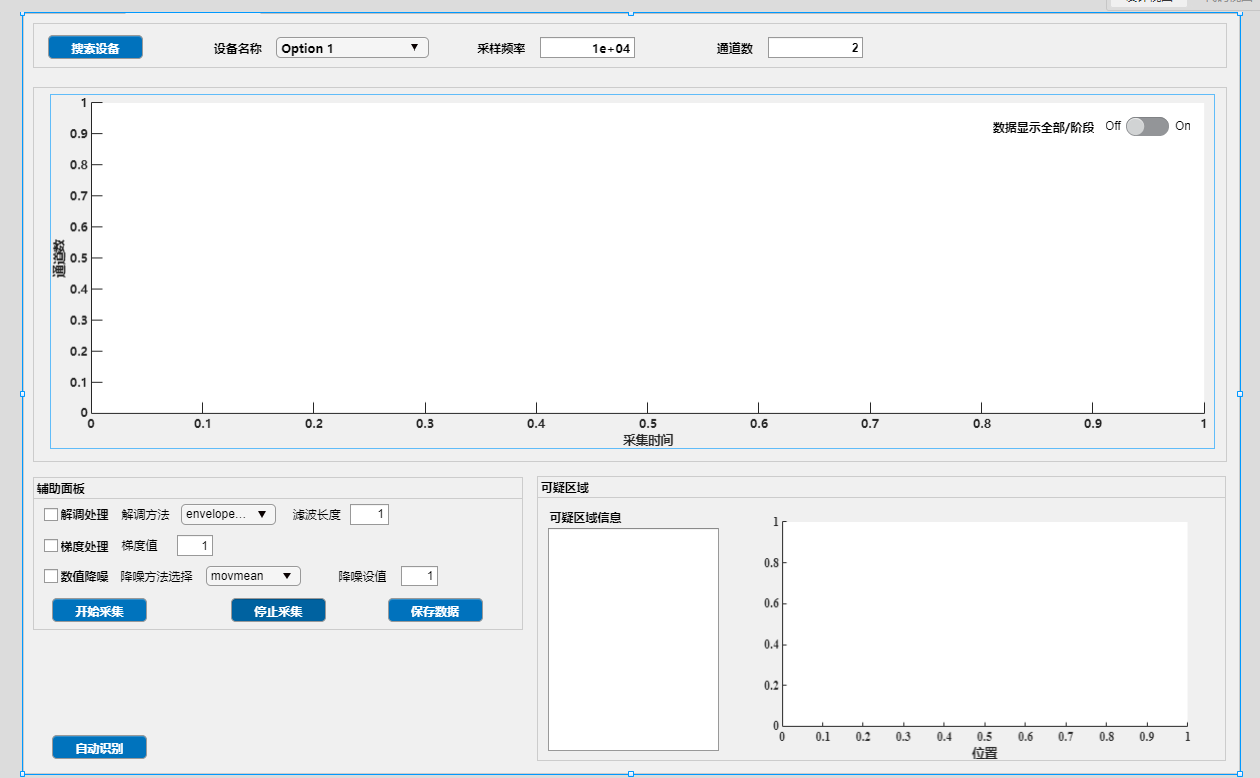 搜索设备 设备名称 Option 1 采样频率 1e+04 通道数 2
数据显示全部/阶段 Off On
1
0.9
0.8
0.7
0.6
0.5
0.4
0.3
0.2
0.1
0
通道数
0 0.1 0.2 0.3 0.4 0.5 0.6 0.7 0.8 0.9 1
采集时间
辅助面板
解调处理 解调方法 envelope... 滤波长度 1
梯度处理 梯度值 1
数值降噪 降噪方法选择 movmean 降噪设值 1
开始采集 停止采集 保存数据
自动识别
可疑区域
可疑区域信息
1
0.8
0.6
0.4
0.2
0
0 0.1 0.2 0.3 0.4 0.5 0.6 0.7 0.8 0.9 1
位置